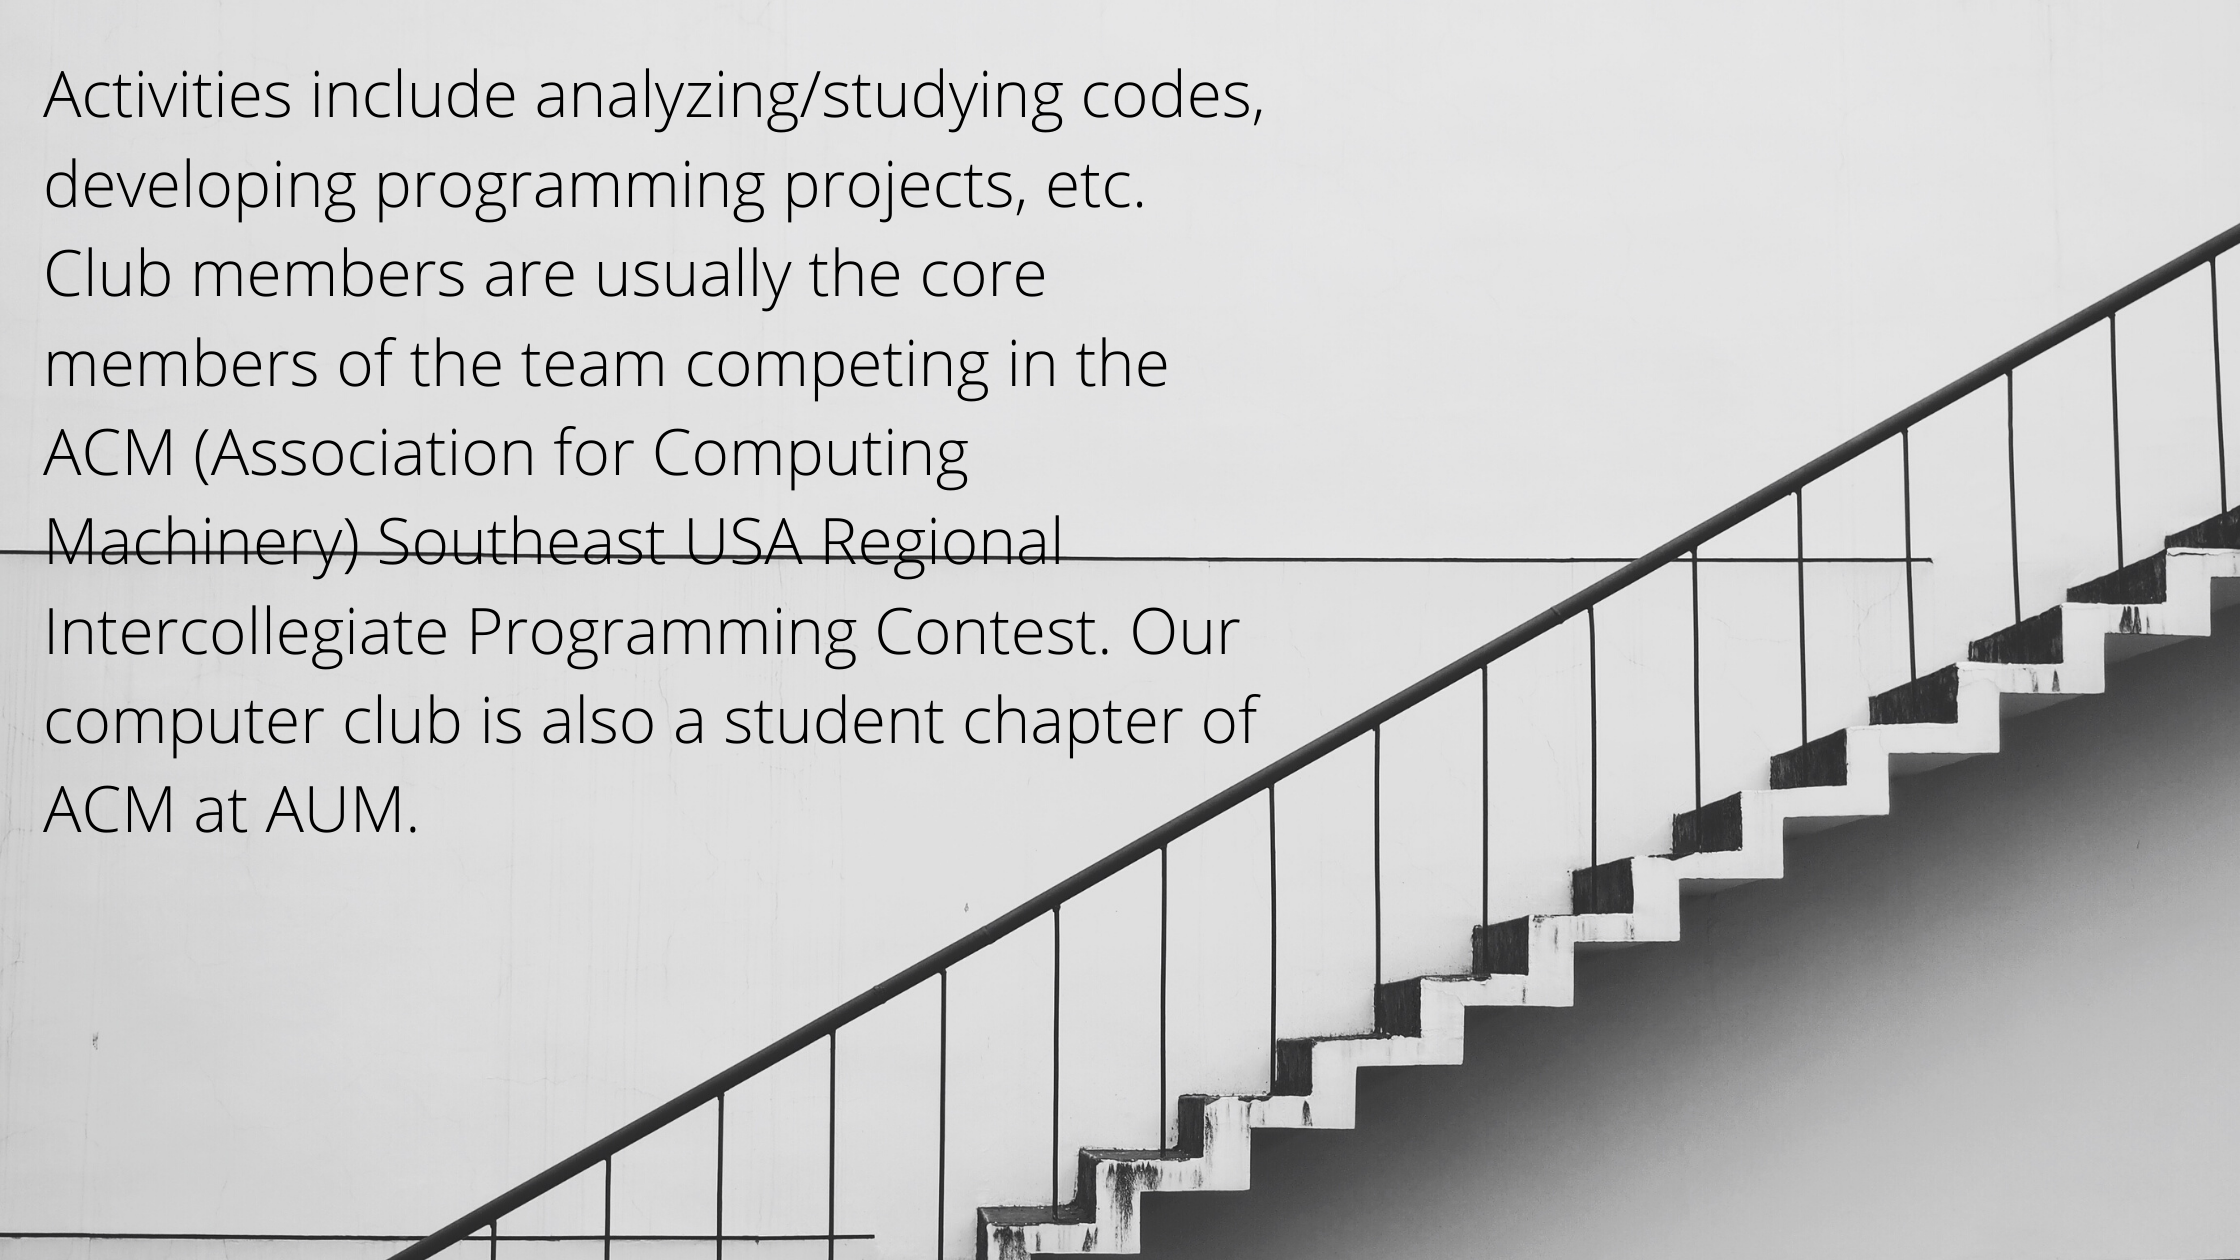 Activities include analyzing/studying codes,
developing programming projects, etc.
Club members are usually the core
members of the team competing in the
ACM (Association for Computing
Machinery) Southeast USA Regional
Intercollegiate Programming Contest. Our
computer club is also a student chapter of
ACM at AUM.